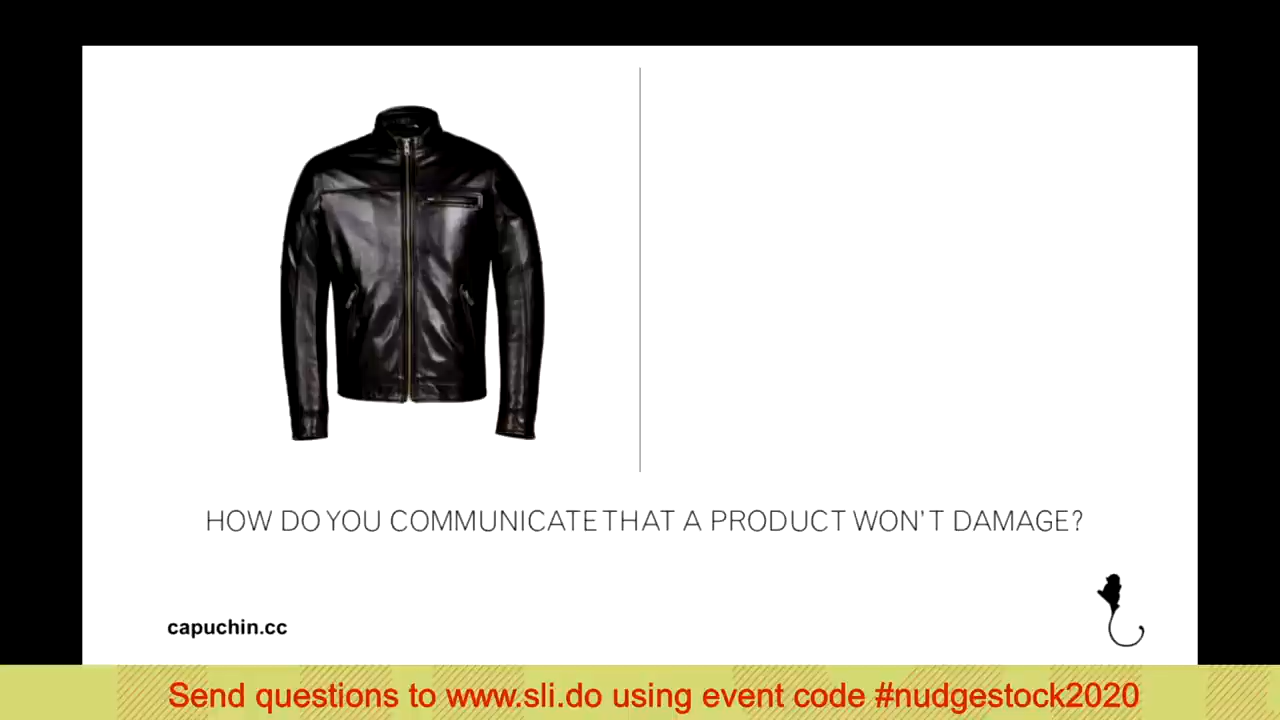 HOW DO YOU COMMUNICATE THAT A PRODUCT WON'T DAMAGE?
capuchin.cc
Send questions to www.sli.do using event code #nudgestock2020